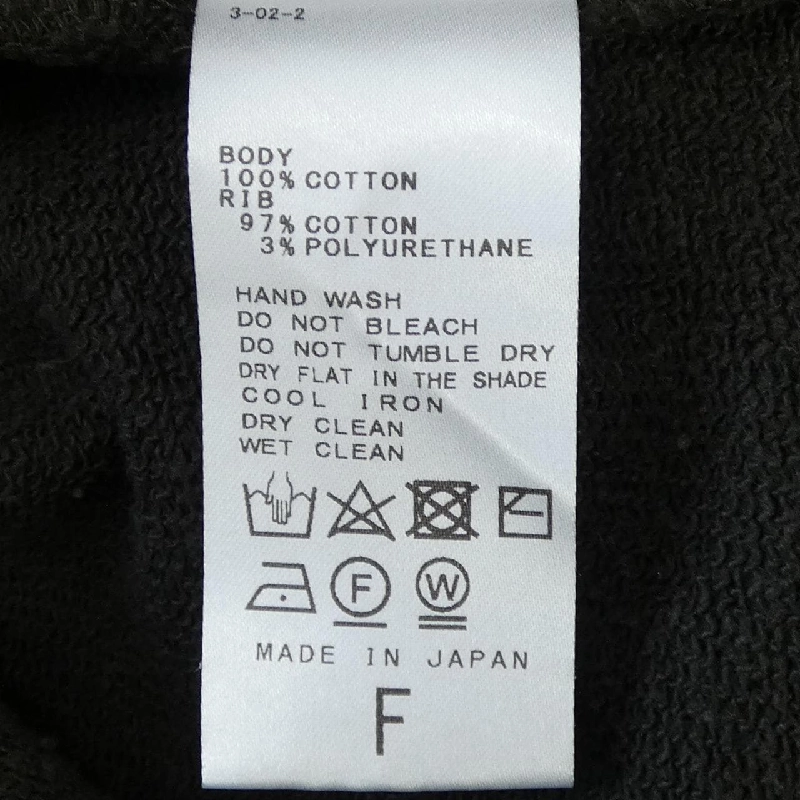 3-02-2
BODY
100% COTTON
RIB
97% COTTON
3% POLYURETHANE
HAND WASH
DO NOT BLEACH
DO NOT TUMBLE DRY
DRY FLAT IN THE SHADE
COOL IRON
DRY CLEAN
WET CLEAN
F W
MADE IN JAPAN
F